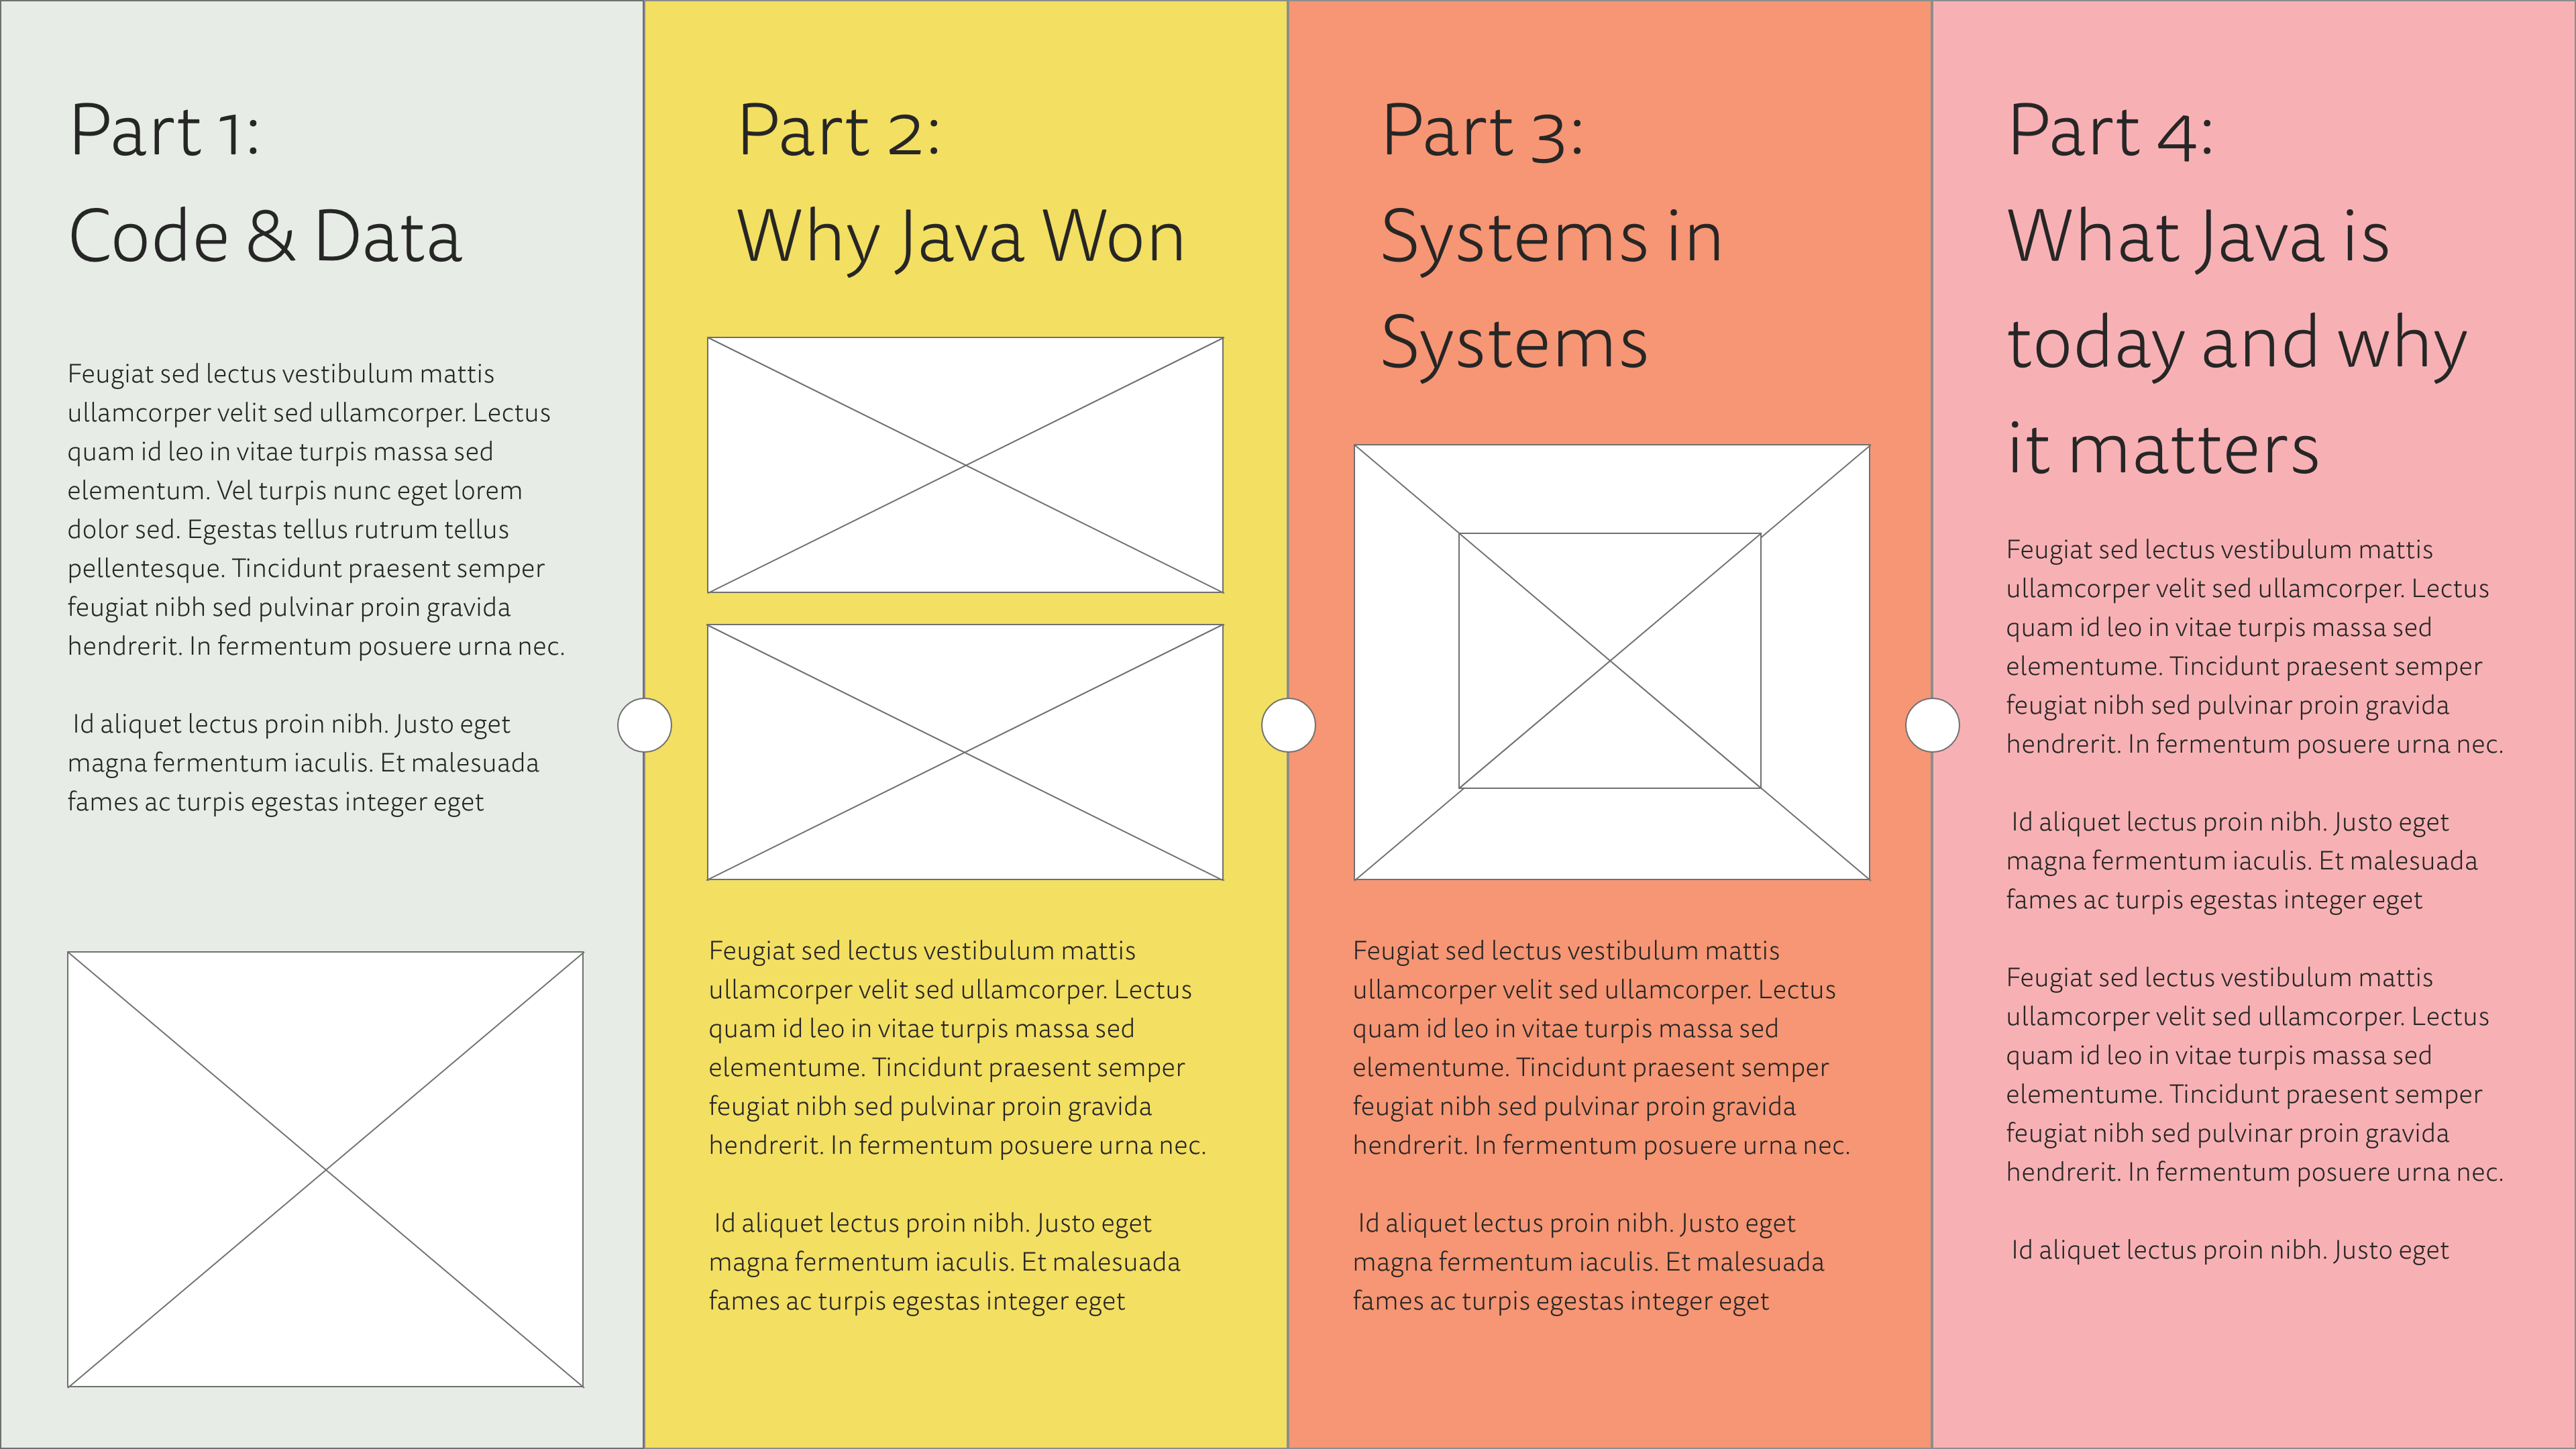 Part 1:
Code & Data
Feugiat sed lectus vestibulum mattis
ullamcorper velit sed ullamcorper. Lectus
quam id leo in vitae turpis massa sed
elementum. Vel turpis nunc eget lorem
dolor sed. Egestas tellus rutrum tellus
pellentesque. Tincidunt praesent semper
feugiat nibh sed pulvinar proin gravida
hendrerit. In fermentum posuere urna nec.
Id aliquet lectus proin nibh. Justo eget
magna fermentum iaculis. Et malesuada
fames ac turpis egestas integer eget
Part 2:
Why Java Won
Feugiat sed lectus vestibulum mattis
ullamcorper velit sed ullamcorper. Lectus
quam id leo in vitae turpis massa sed
elementume. Tincidunt praesent semper
feugiat nibh sed pulvinar proin gravida
hendrerit. In fermentum posuere urna nec.
Id aliquet lectus proin nibh. Justo eget
magna fermentum iaculis. Et malesuada
fames ac turpis egestas integer eget
Part 3:
Systems in
Systems
Feugiat sed lectus vestibulum mattis
ullamcorper velit sed ullamcorper. Lectus
quam id leo in vitae turpis massa sed
elementume. Tincidunt praesent semper
feugiat nibh sed pulvinar proin gravida
hendrerit. In fermentum posuere urna nec.
Id aliquet lectus proin nibh. Justo eget
magna fermentum iaculis. Et malesuada
fames ac turpis egestas integer eget
Part 4:
What Java is
today and why
it matters
Feugiat sed lectus vestibulum mattis
ullamcorper velit sed ullamcorper. Lectus
quam id leo in vitae turpis massa sed
elementume. Tincidunt praesent semper
feugiat nibh sed pulvinar proin gravida
hendrerit. In fermentum posuere urna nec.
Id aliquet lectus proin nibh. Justo eget
magna fermentum iaculis. Et malesuada
fames ac turpis egestas integer eget
Feugiat sed lectus vestibulum mattis
ullamcorper velit sed ullamcorper. Lectus
quam id leo in vitae turpis massa sed
elementume. Tincidunt praesent semper
feugiat nibh sed pulvinar proin gravida
hendrerit. In fermentum posuere urna nec.
Id aliquet lectus proin nibh. Justo eget